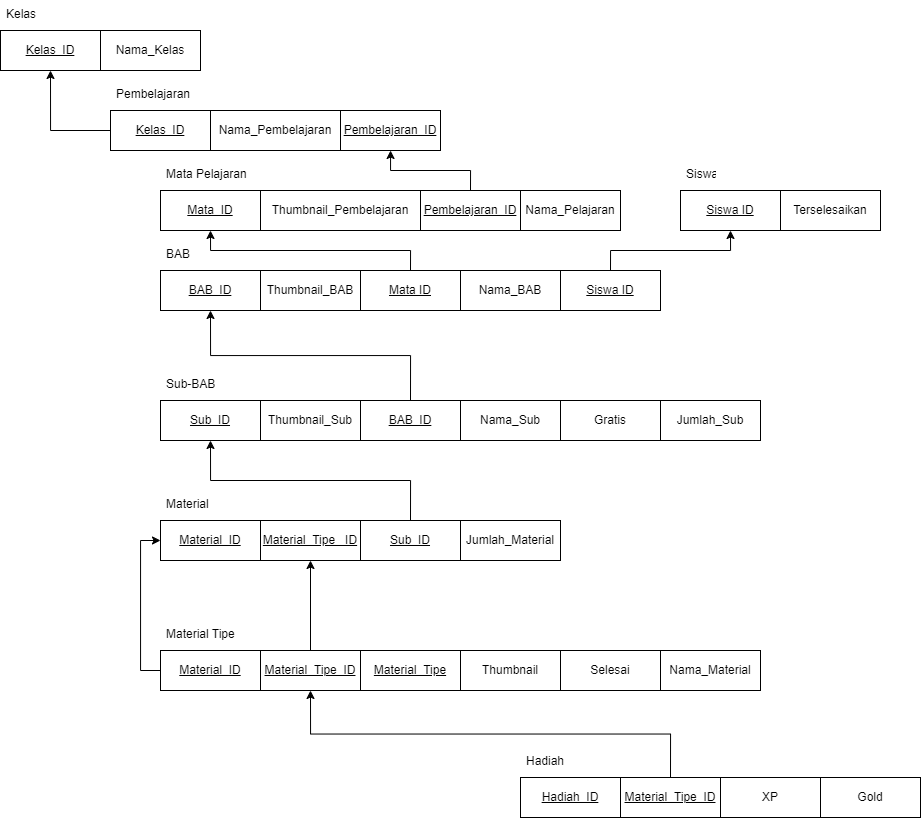 Kelas
Kelas_ID Nama_Kelas
Pembelajaran
Kelas_ID Nama_Pembelajaran Pembelajaran_ID
Mata Pelajaran Siswa
Mata_ID Thumbnail_Pembelajaran Pembelajaran_ID Nama_Pelajaran Siswa ID Terselesaikan
BAB
BAB_ID Thumbnail_BAB Mata ID Nama_BAB Siswa ID
Sub-BAB
Sub_ID Thumbnail_Sub BAB_ID Nama_Sub Gratis Jumlah_Sub
Material
Material_ID Material_Tipe_ID Sub_ID Jumlah_Material
Material Tipe
Material_ID Material_Tipe_ID Material_Tipe Thumbnail Selesai Nama_Material
Hadiah
Hadiah_ID Material_Tipe_ID XP Gold